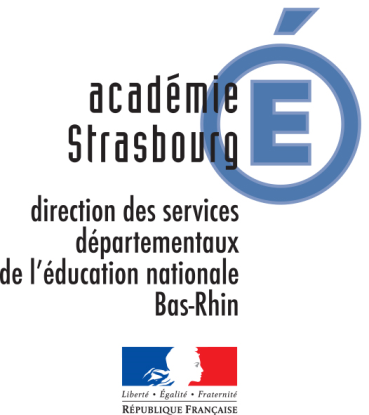 académie
Strasbourg
É
direction des services
départementaux
de l'éducation nationale
Bas-Rhin
Liberté • Égalité • Fraternité
RÉPUBLIQUE FRANÇAISE